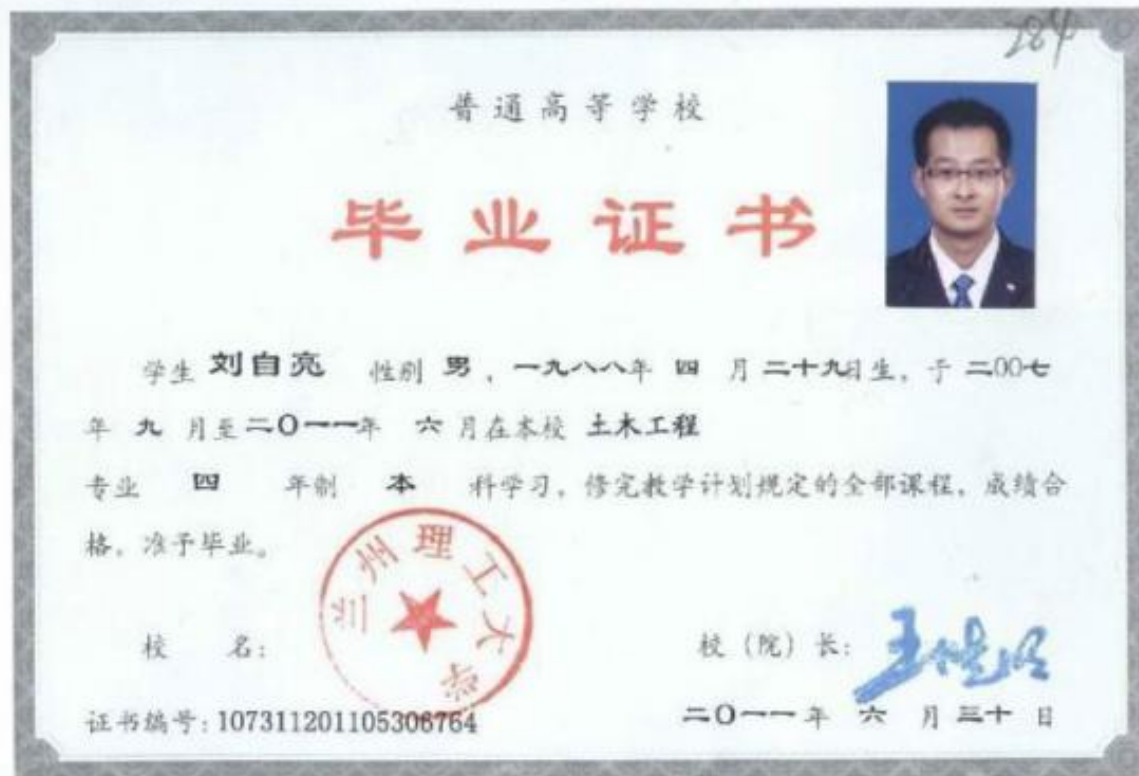 284
普通高等学校
毕业证书
学生 刘自亮 性别 男，一九八八年 四 月 二十九日生，于 二00七
年 九 月至二0一一年 六 月在本校 土木工程
专业 四 年制 本 科学习，修完教学计划规定的全部课程，成绩合
格，准予毕业。
兰州理工大学
校 名：
校（院）长：
证书编号：107311201105306764
二0一一年 六 月 三十 日